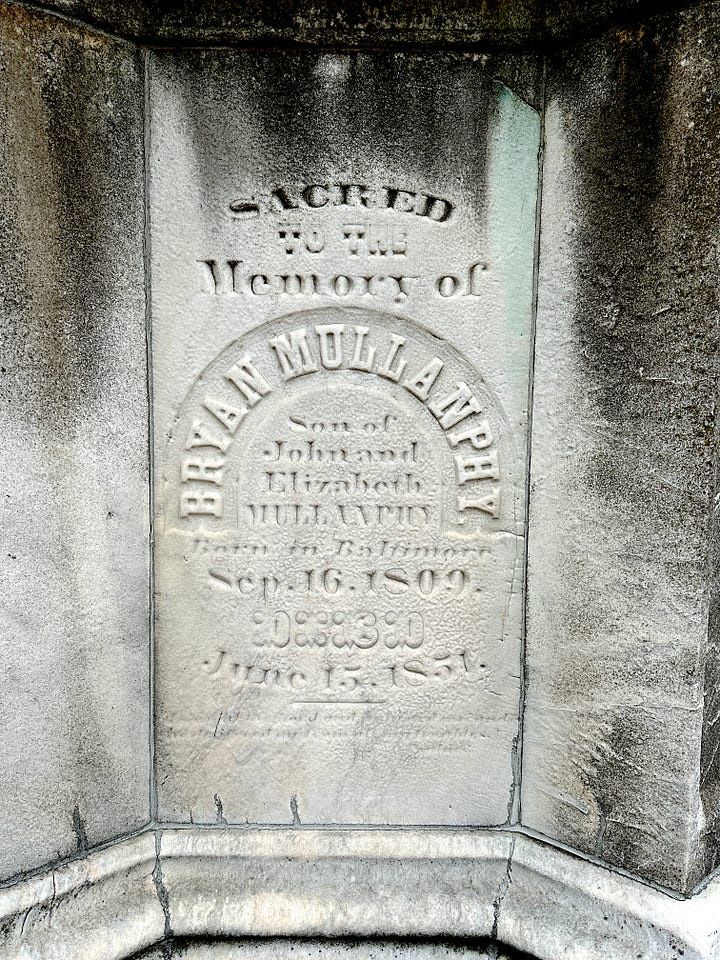 SACRED
TO THE
Memory of
BRYAN MULLANPHY
Son of
John and
Elizabeth
MULLANPHY
Born in Baltimore
Sep. 16. 1809.
DIED
June 15. 1851.